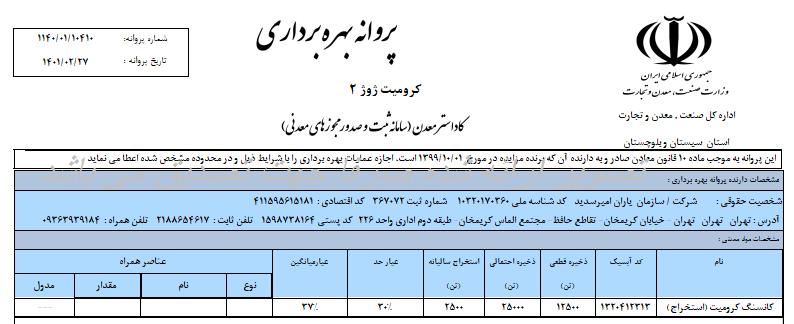 پروانه بهره برداری
شماره پروانه: ۱۱۴۰/۰۱/۱۰۴۱۰
تاریخ پروانه : ۱۴۰۱/۰۲/۲۷
جمهوری اسلامی ایران
وزارت صنعت، معدن و تجارت
اداره کل صنعت , معدن و تجارت
استان سیستان وبلوچستان
کرومیت ژوژ ۲
کاداستر معدن (سامانه ثبت و صدور مجوزهای معدنی)
این پروانه به موجب ماده ۱۰ قانون معادن صادر و به دارنده آن که برنده مزایده در مورخ ۱۳۹۹/۱۰/۰۱ است. اجازه عملیات بهره برداری را با شرایط ذیل و در محدوده مشخص شده اعطا می نماید
مشخصات دارنده پروانه بهره برداری :
شخصیت حقوقی : شرکت / سازمان یاران امیرسدید کد شناسه ملی ۱۰۳۲۰۱۷۰۳۶۰ شماره ثبت ۳۶۷۰۷۲ کد اقتصادی : ۴۱۱۵۹۵۶۱۵۱۸۱
آدرس : تهران تهران تهران - خیابان کریمخان- تقاطع حافظ- مجتمع الماس کریمخان- طبقه دوم اداری واحد ۲۲۶ کد پستی ۱۵۹۸۷۳۸۱۶۴ تلفن ثابت : ۲۱۸۸۶۵۴۶۱۷ تلفن همراه : ۰۹۳۶۳۹۳۹۱۸۴
مشخصات مواد معدنی :
نام کد آیسیک ذخیره قطعی (تن) ذخیره احتمالی (تن) استخراج سالیانه (تن) عیار حد عیارمیانگین عناصر همراه
نوع نام مقدار مدول
کانسنگ کرومیت (استخراج) ۱۳۲۰۴۱۲۳۱۳ ۱۲۵۰۰ ۲۵۰۰۰ ۲۵۰۰ ۳۰% ۳۷% ----